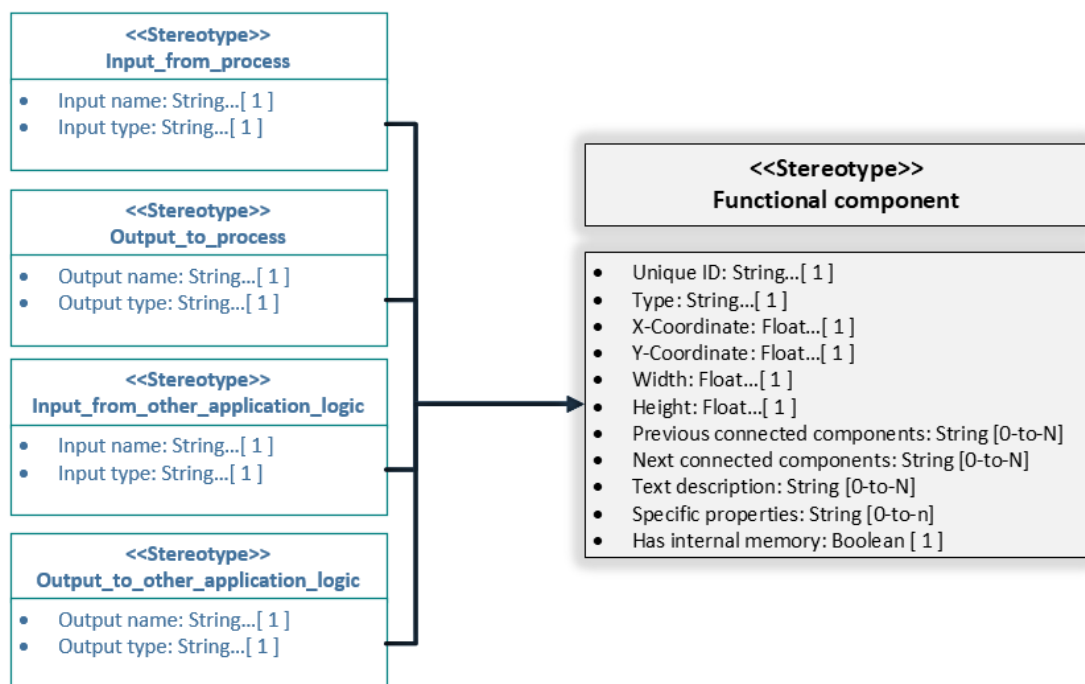 <<Stereotype>>
Input_from_process
• Input name: String...[ 1 ]
• Input type: String...[ 1 ]
<<Stereotype>>
Output_to_process
• Output name: String...[ 1 ]
• Output type: String...[ 1 ]
<<Stereotype>>
Input_from_other_application_logic
• Input name: String...[ 1 ]
• Input type: String...[ 1 ]
<<Stereotype>>
Output_to_other_application_logic
• Output name: String...[ 1 ]
• Output type: String...[ 1 ]
<<Stereotype>>
Functional component
• Unique ID: String...[ 1 ]
• Type: String...[ 1 ]
• X-Coordinate: Float...[ 1 ]
• Y-Coordinate: Float...[ 1 ]
• Width: Float...[ 1 ]
• Height: Float...[ 1 ]
• Previous connected components: String [0-to-N]
• Next connected components: String [0-to-N]
• Text description: String [0-to-N]
• Specific properties: String [0-to-n]
• Has internal memory: Boolean [ 1 ]